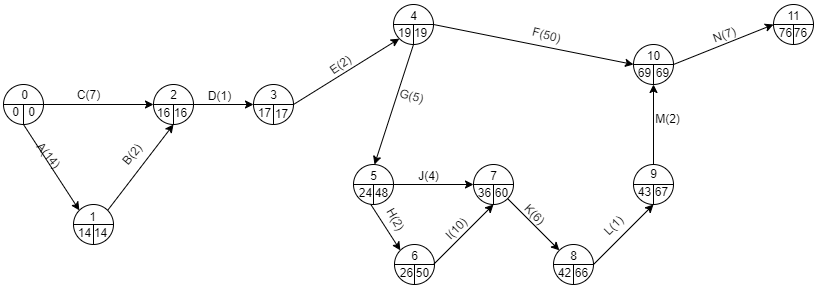 4
19 19
F(50)
10
69 69
N(7)
11
76 76
E(2)
0
0 0
C(7)
2
16 16
D(1)
3
17 17
G(5)
M(2)
A(14)
B(2)
1
14 14
5
24 48
J(4)
7
36 60
9
43 67
H(2)
I(10)
K(6)
L(1)
6
26 50
8
42 66